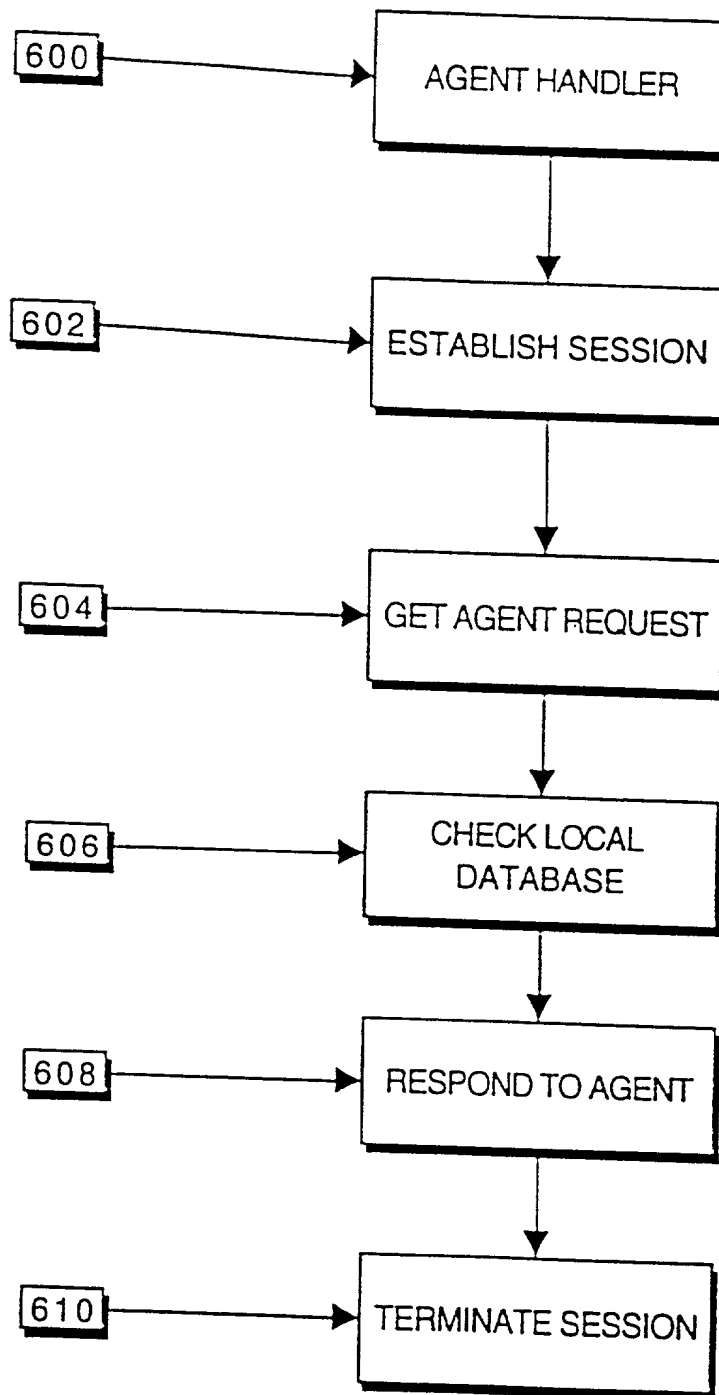 600
AGENT HANDLER
602
ESTABLISH SESSION
604
GET AGENT REQUEST
606
CHECK LOCAL
DATABASE
608
RESPOND TO AGENT
610
TERMINATE SESSION